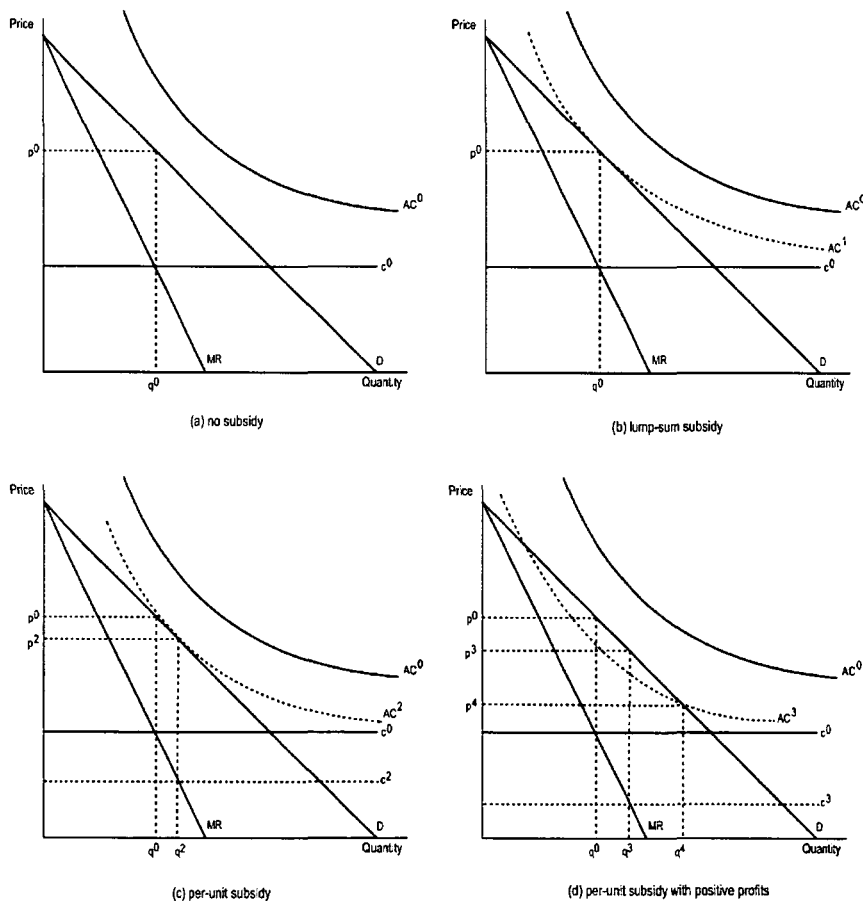 Price
p⁰
AC⁰
c⁰
MR
D
q⁰
Quantity
(a) no subsidy
Price
p⁰
AC⁰
AC¹
c⁰
MR
D
q⁰
Quantity
(b) lump-sum subsidy
Price
p⁰
p²
AC⁰
AC²
c⁰
c²
MR
D
q⁰
q²
Quantity
(c) per-unit subsidy
Price
p⁰
p³
p⁴
AC⁰
AC³
c⁰
c³
MR
D
q⁰
q³
q⁴
Quantity
(d) per-unit subsidy with positive profits